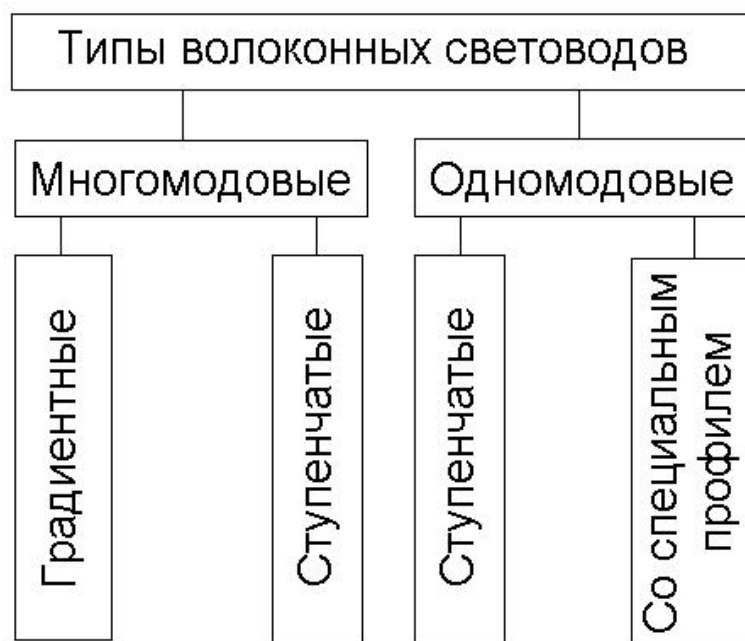 Типы волоконных световодов
Многомодовые
Одномодовые
Градиентные
Ступенчатые
Ступенчатые
Со специальным
профилем